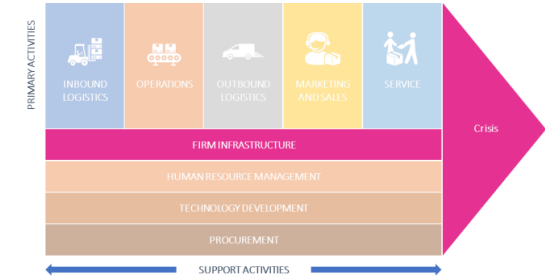 PRIMARY ACTIVITIES
INBOUND
LOGISTICS
OPERATIONS
OUTBOUND
LOGISTICS
MARKETING
AND SALES
SERVICE
Crisis
FIRM INFRASTRUCTURE
HUMAN RESOURCE MANAGEMENT
TECHNOLOGY DEVELOPMENT
PROCUREMENT
SUPPORT ACTIVITIES